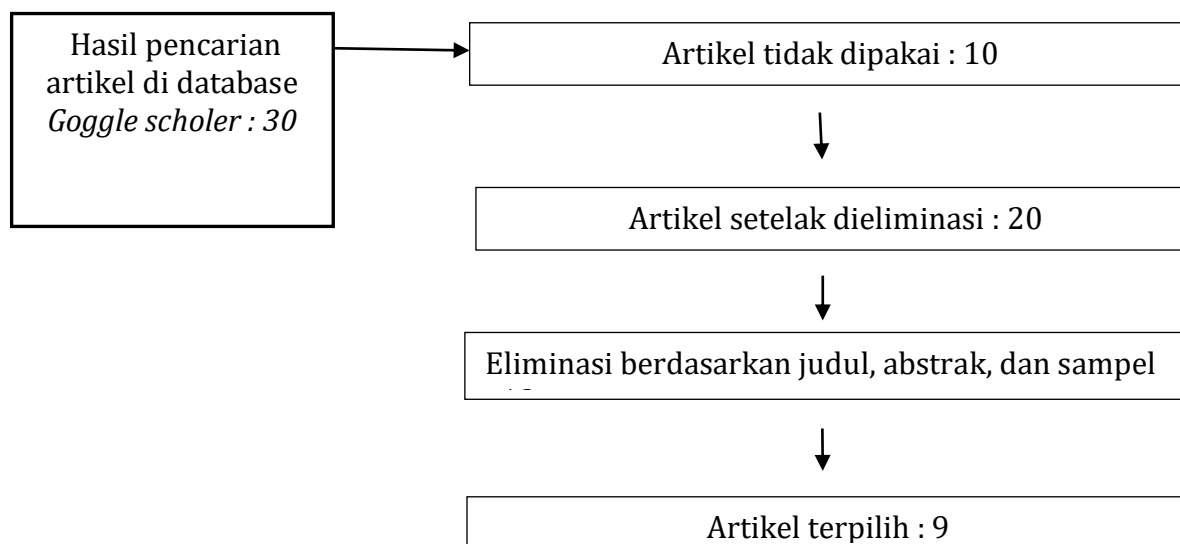 Hasil pencarian
artikel di database
Goggle scholer : 30
Artikel tidak dipakai : 10
Artikel setelak dieliminasi : 20
Eliminasi berdasarkan judul, abstrak, dan sampel
Artikel terpilih : 9